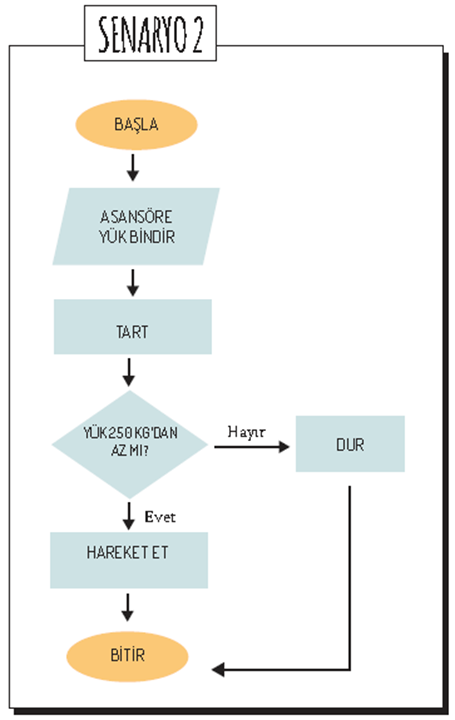 SENARYO 2
BAŞLA
ASANSÖRE
YÜK BİNDİR
TART
YÜK 250 KG'DAN
AZ MI?
Hayır
DUR
Evet
HAREKET ET
BİTİR